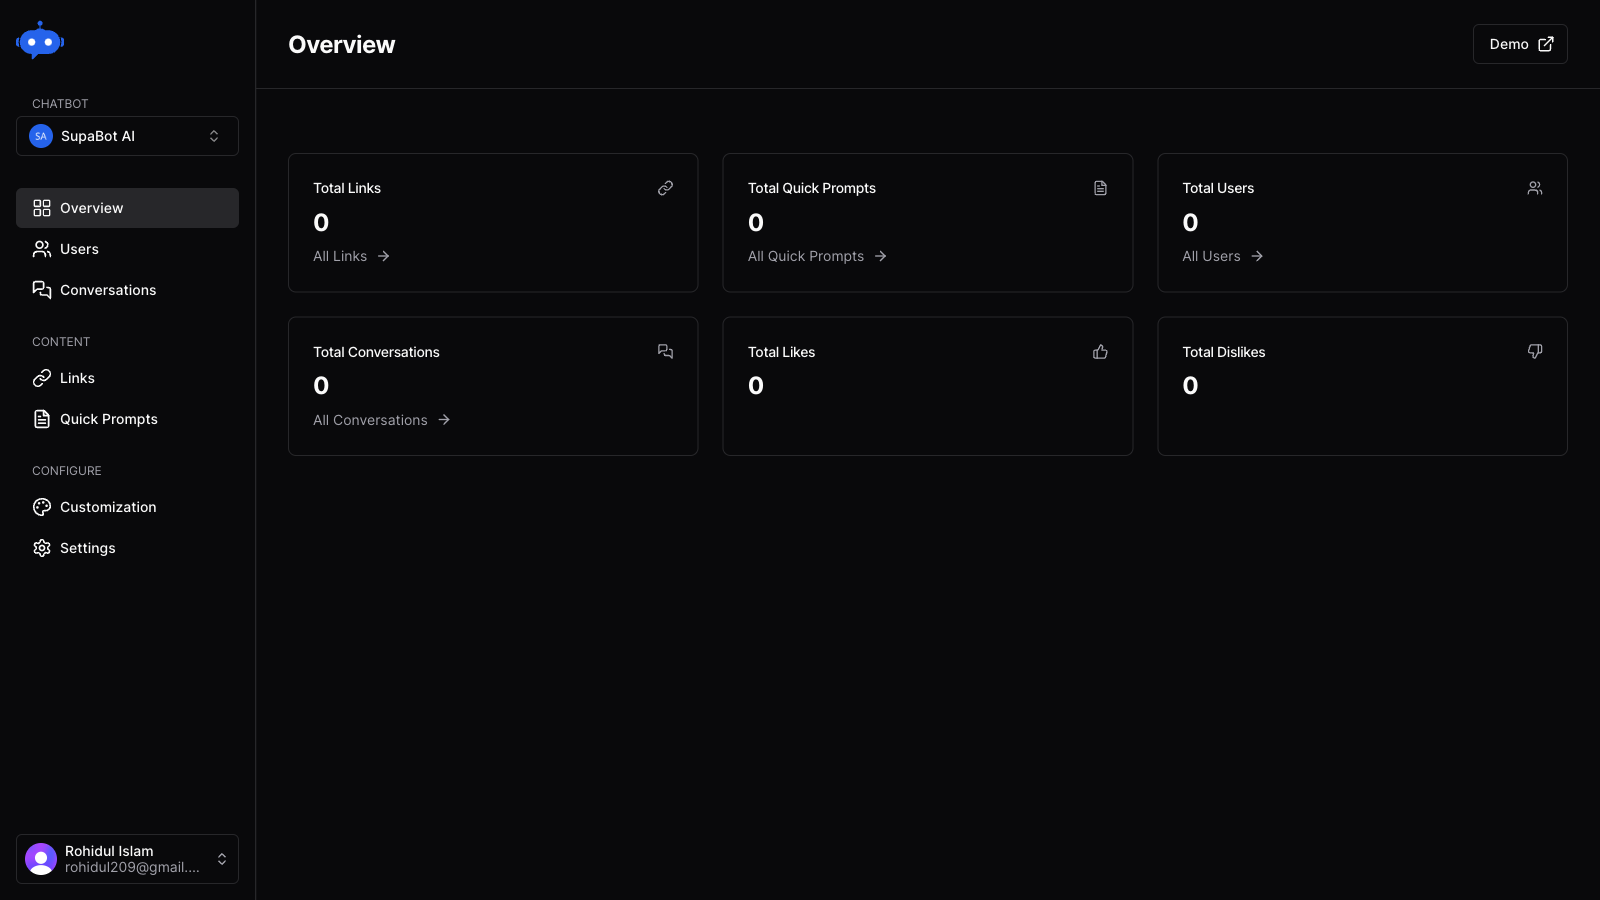 CHATBOT
SA
SupaBot AI
Overview
Users
Conversations
CONTENT
Links
Quick Prompts
CONFIGURE
Customization
Settings
Rohidul Islam
rohidul209@gmail....
Overview
Demo
Total Links
0
All Links
Total Quick Prompts
0
All Quick Prompts
Total Users
0
All Users
Total Conversations
0
All Conversations
Total Likes
0
Total Dislikes
0